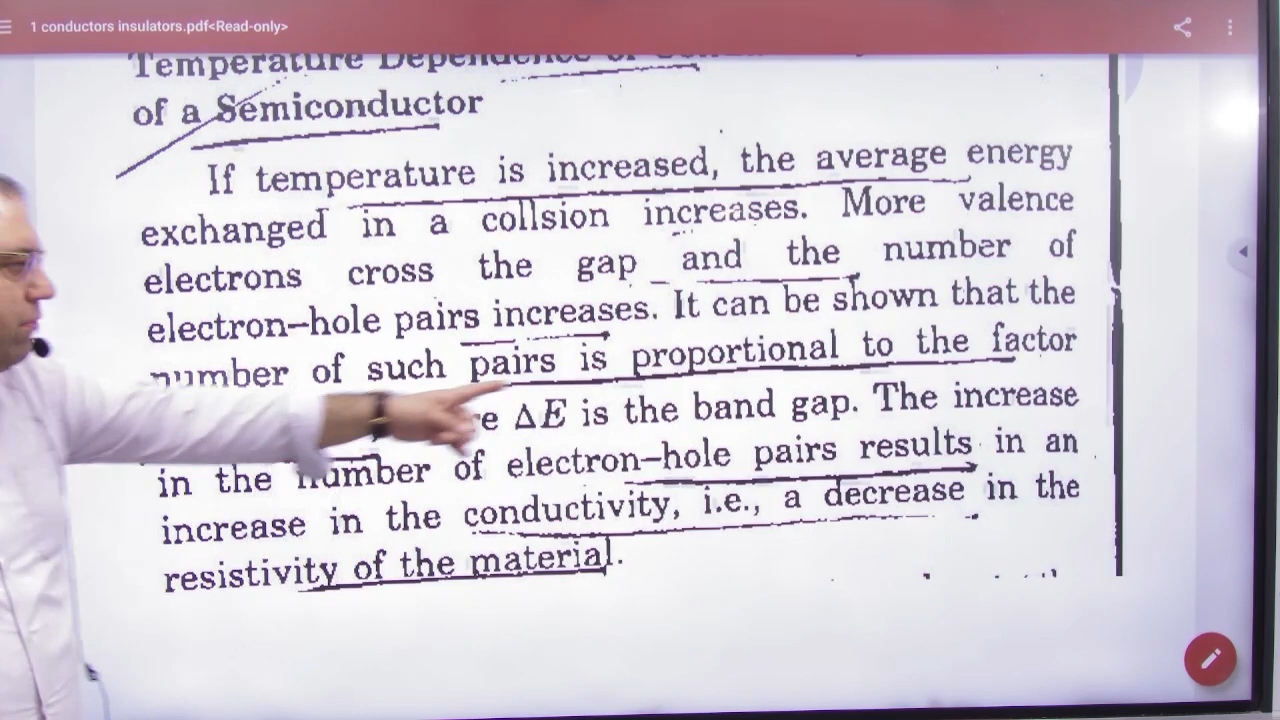 1 conductors insulators.pdf<Read-only>
Temperature Dependence of
of a Semiconductor
If temperature is increased, the average energy
exchanged in a collsion increases. More valence
electrons cross the gap and the number of
electron–hole pairs increases. It can be shown that the
number of such pairs is proportional to the factor
ΔE is the band gap. The increase
in the number of electron–hole pairs results in an
increase in the conductivity, i.e., a decrease in the
resistivity of the material.